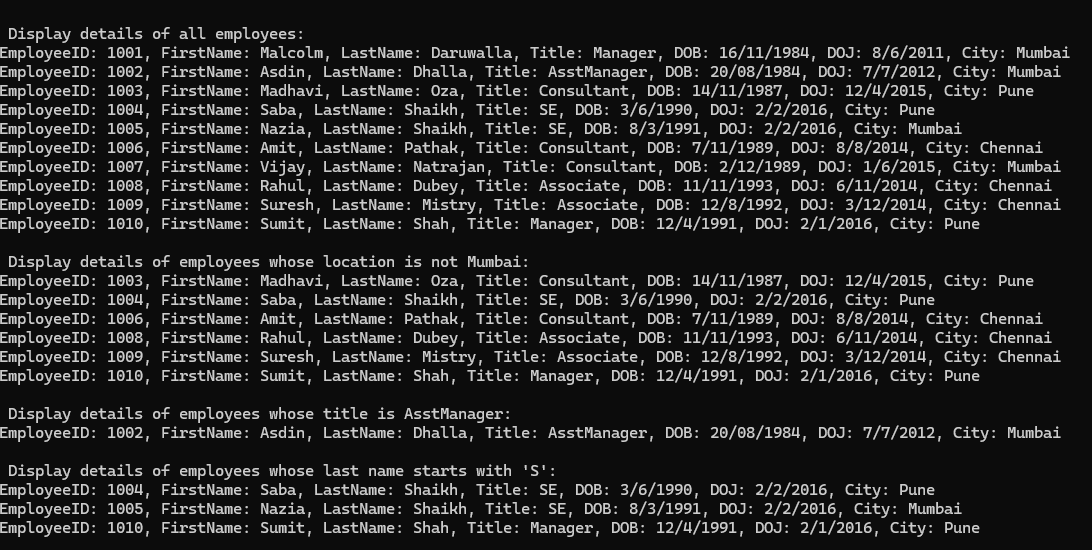 Display details of all employees:
EmployeeID: 1001, FirstName: Malcolm, LastName: Daruwalla, Title: Manager, DOB: 16/11/1984, DOJ: 8/6/2011, City: Mumbai
EmployeeID: 1002, FirstName: Asdin, LastName: Dhalla, Title: AsstManager, DOB: 20/08/1984, DOJ: 7/7/2012, City: Mumbai
EmployeeID: 1003, FirstName: Madhavi, LastName: Oza, Title: Consultant, DOB: 14/11/1987, DOJ: 12/4/2015, City: Pune
EmployeeID: 1004, FirstName: Saba, LastName: Shaikh, Title: SE, DOB: 3/6/1990, DOJ: 2/2/2016, City: Pune
EmployeeID: 1005, FirstName: Nazia, LastName: Shaikh, Title: SE, DOB: 8/3/1991, DOJ: 2/2/2016, City: Mumbai
EmployeeID: 1006, FirstName: Amit, LastName: Pathak, Title: Consultant, DOB: 7/11/1989, DOJ: 8/8/2014, City: Chennai
EmployeeID: 1007, FirstName: Vijay, LastName: Natrajan, Title: Consultant, DOB: 2/12/1989, DOJ: 1/6/2015, City: Mumbai
EmployeeID: 1008, FirstName: Rahul, LastName: Dubey, Title: Associate, DOB: 11/11/1993, DOJ: 6/11/2014, City: Chennai
EmployeeID: 1009, FirstName: Suresh, LastName: Mistry, Title: Associate, DOB: 12/8/1992, DOJ: 3/12/2014, City: Chennai
EmployeeID: 1010, FirstName: Sumit, LastName: Shah, Title: Manager, DOB: 12/4/1991, DOJ: 2/1/2016, City: Pune
Display details of employees whose location is not Mumbai:
EmployeeID: 1003, FirstName: Madhavi, LastName: Oza, Title: Consultant, DOB: 14/11/1987, DOJ: 12/4/2015, City: Pune
EmployeeID: 1004, FirstName: Saba, LastName: Shaikh, Title: SE, DOB: 3/6/1990, DOJ: 2/2/2016, City: Pune
EmployeeID: 1006, FirstName: Amit, LastName: Pathak, Title: Consultant, DOB: 7/11/1989, DOJ: 8/8/2014, City: Chennai
EmployeeID: 1008, FirstName: Rahul, LastName: Dubey, Title: Associate, DOB: 11/11/1993, DOJ: 6/11/2014, City: Chennai
EmployeeID: 1009, FirstName: Suresh, LastName: Mistry, Title: Associate, DOB: 12/8/1992, DOJ: 3/12/2014, City: Chennai
EmployeeID: 1010, FirstName: Sumit, LastName: Shah, Title: Manager, DOB: 12/4/1991, DOJ: 2/1/2016, City: Pune
Display details of employees whose title is AsstManager:
EmployeeID: 1002, FirstName: Asdin, LastName: Dhalla, Title: AsstManager, DOB: 20/08/1984, DOJ: 7/7/2012, City: Mumbai
Display details of employees whose last name starts with 'S':
EmployeeID: 1004, FirstName: Saba, LastName: Shaikh, Title: SE, DOB: 3/6/1990, DOJ: 2/2/2016, City: Pune
EmployeeID: 1005, FirstName: Nazia, LastName: Shaikh, Title: SE, DOB: 8/3/1991, DOJ: 2/2/2016, City: Mumbai
EmployeeID: 1010, FirstName: Sumit, LastName: Shah, Title: Manager, DOB: 12/4/1991, DOJ: 2/1/2016, City: Pune